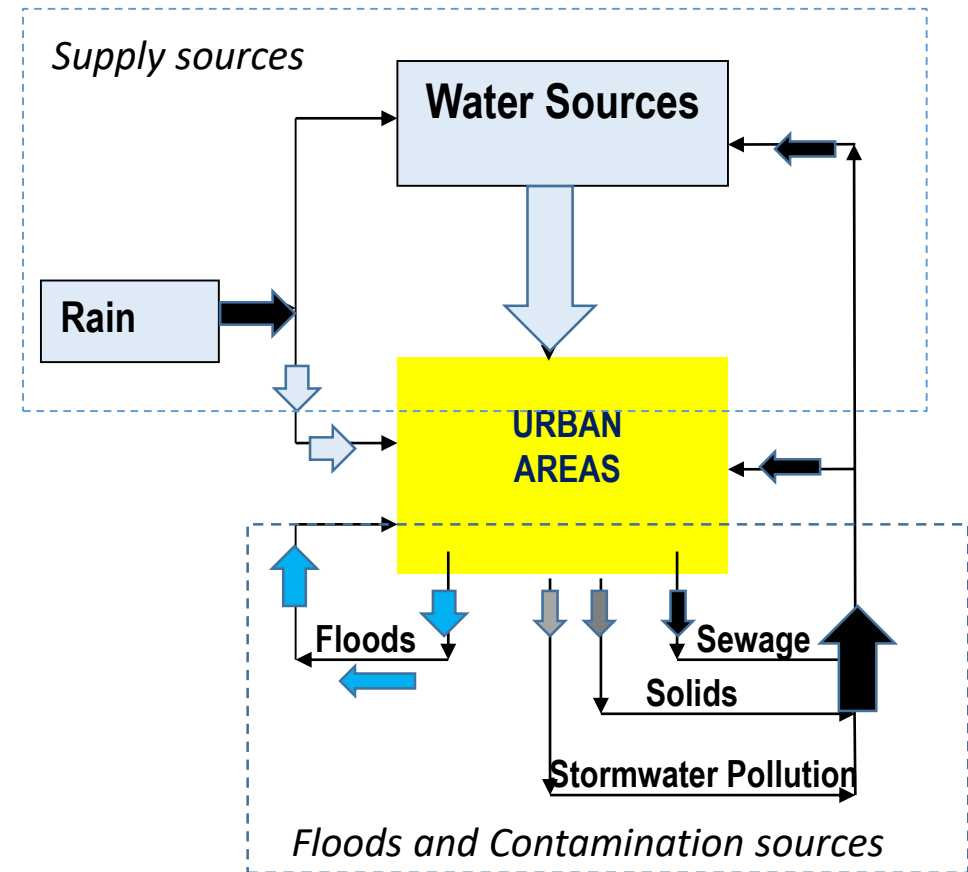 Supply sources
Water Sources
Rain
URBAN
AREAS
Floods
Sewage
Solids
Stormwater Pollution
Floods and Contamination sources